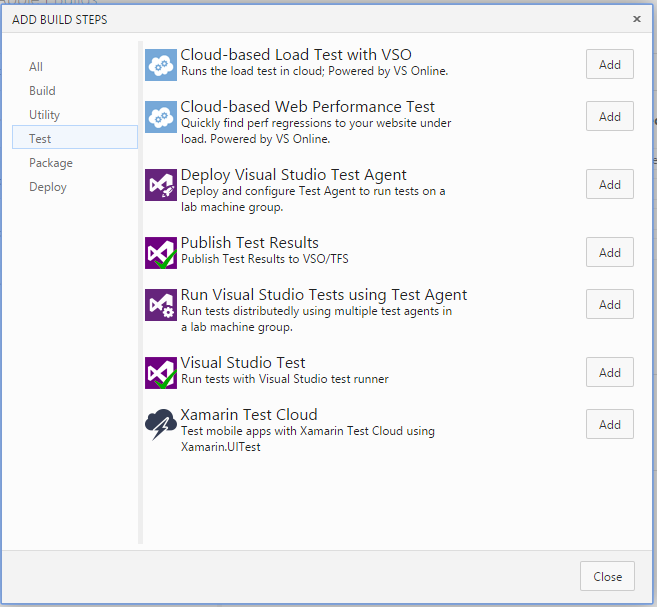 ADD BUILD STEPS
All
Build
Utility
Test
Package
Deploy
Cloud-based Load Test with VSO
Runs the load test in cloud; Powered by VS Online.
Add
Cloud-based Web Performance Test
Quickly find perf regressions to your website under
load. Powered by VS Online.
Add
Deploy Visual Studio Test Agent
Deploy and configure Test Agent to run tests on a
lab machine group.
Add
Publish Test Results
Publish Test Results to VSO/TFS
Add
Run Visual Studio Tests using Test Agent
Run tests distributedly using multiple test agents in
a lab machine group.
Add
Visual Studio Test
Run tests with Visual Studio test runner
Add
Xamarin Test Cloud
Test mobile apps with Xamarin Test Cloud using
Xamarin.UITest
Add
Close